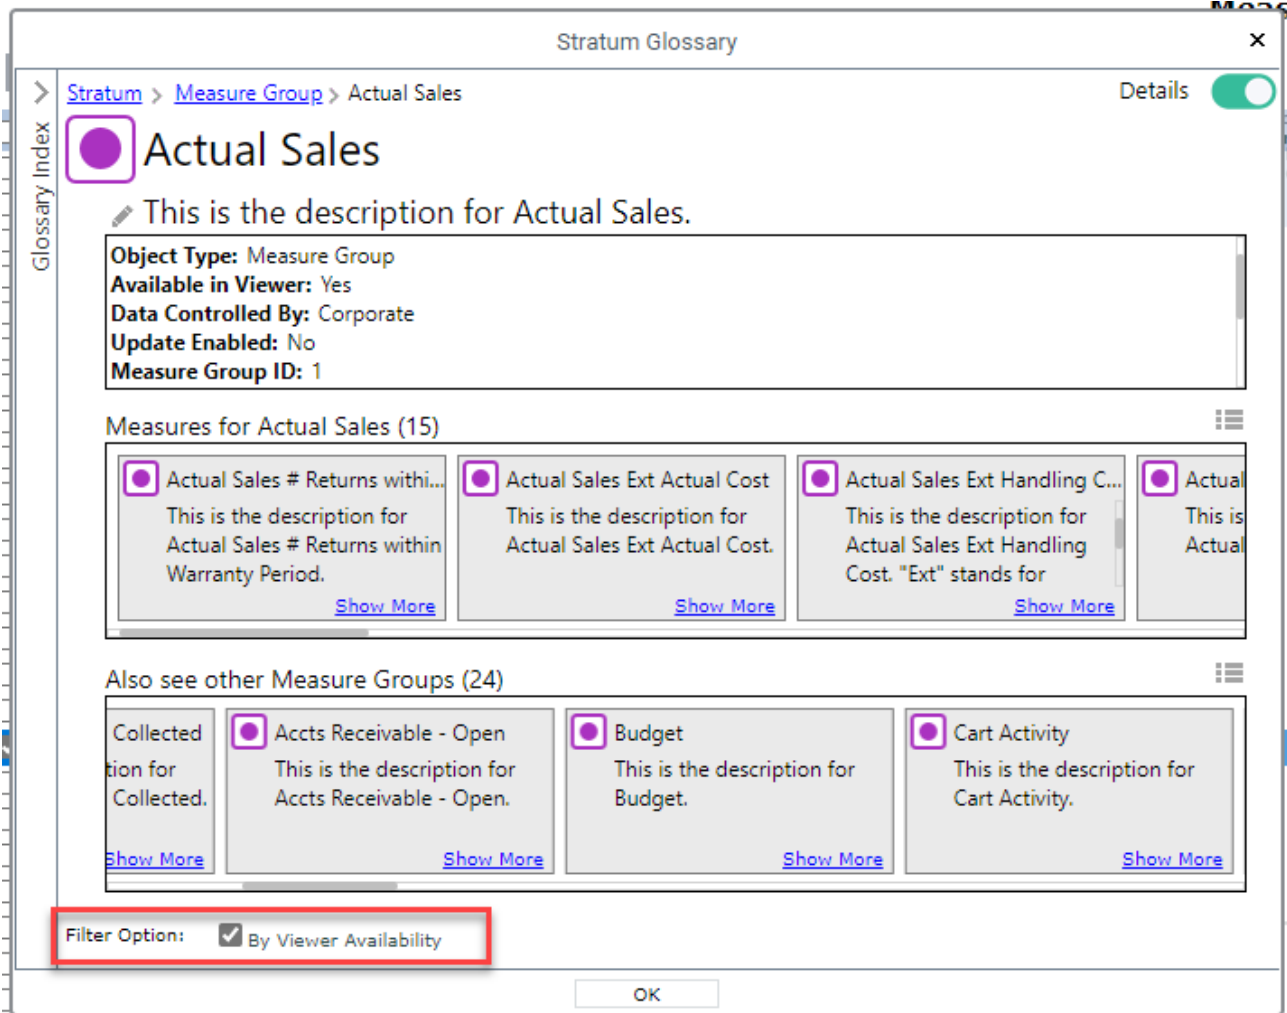 Stratum Glossary
Stratum > Measure Group > Actual Sales
Details
Glossary Index
Actual Sales
This is the description for Actual Sales.
Object Type: Measure Group
Available in Viewer: Yes
Data Controlled By: Corporate
Update Enabled: No
Measure Group ID: 1
Measures for Actual Sales (15)
Actual Sales # Returns withi...
This is the description for
Actual Sales # Returns within
Warranty Period.
Show More
Actual Sales Ext Actual Cost
This is the description for
Actual Sales Ext Actual Cost.
Show More
Actual Sales Ext Handling C...
This is the description for
Actual Sales Ext Handling
Cost. "Ext" stands for
Show More
Actual
This is
Actual
Also see other Measure Groups (24)
Collected
tion for
Collected.
Show More
Accts Receivable - Open
This is the description for
Accts Receivable - Open.
Show More
Budget
This is the description for
Budget.
Show More
Cart Activity
This is the description for
Cart Activity.
Show More
Filter Option: By Viewer Availability
OK